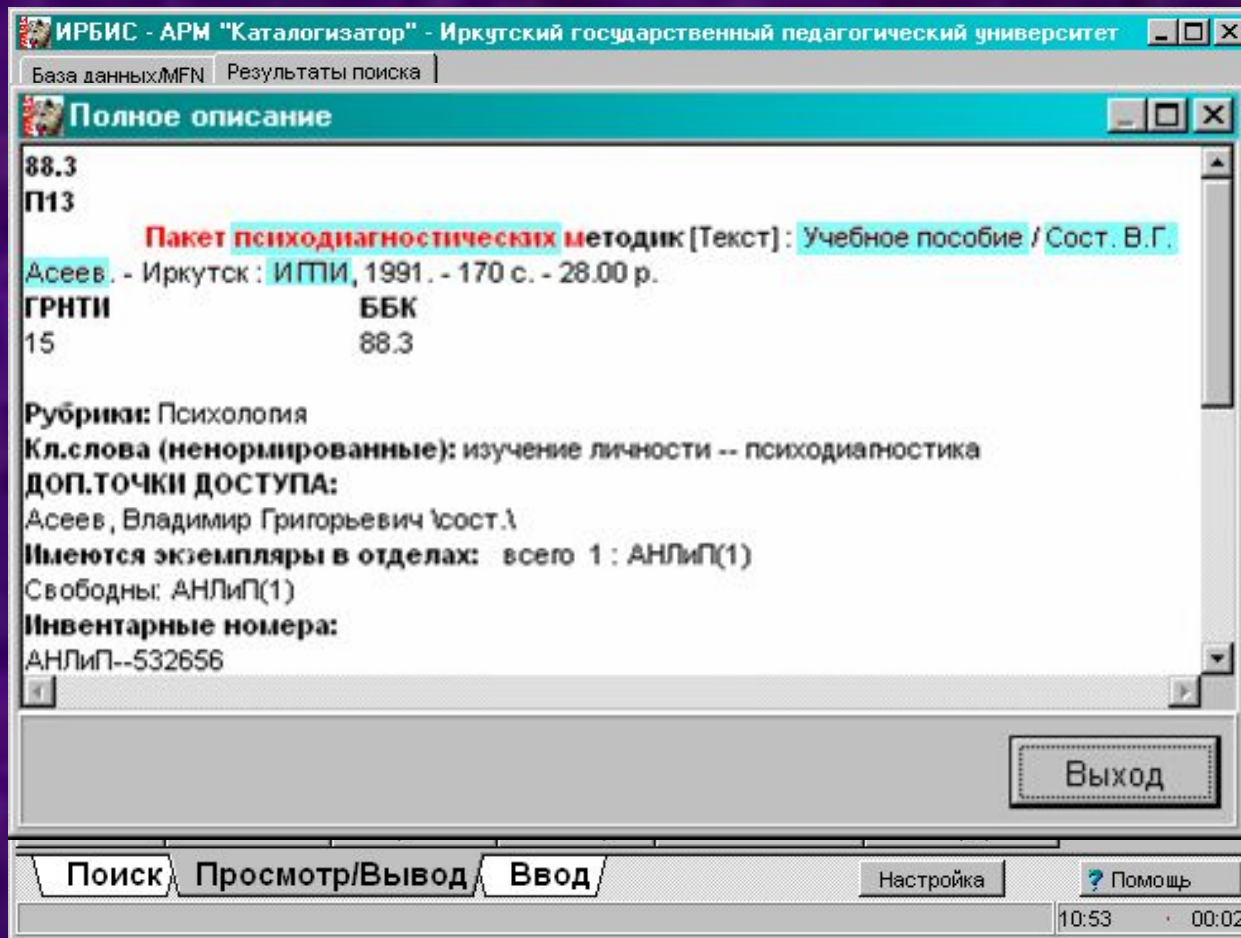 ИРБИС - АРМ "Каталогизатор" - Иркутский государственный педагогический университет
База данных/MFN Результаты поиска
Полное описание
88.3
П13
Пакет психодиагностических методик [Текст] : Учебное пособие / Сост. В.Г.
Асеев. - Иркутск : ИГПИ, 1991. - 170 с. - 28.00 р.
ГРНТИ ББК
15 88.3
Рубрики: Психология
Кл.слова (ненормированные): изучение личности -- психодиагностика
ДОП.ТОЧКИ ДОСТУПА:
Асеев, Владимир Григорьевич \сост.\
Имеются экземпляры в отделах: всего 1 : АНЛиП(1)
Свободны: АНЛиП(1)
Инвентарные номера:
АНЛиП--532656
Выход
Поиск Просмотр/Вывод Ввод Настройка ? Помощь
10:53 00:02